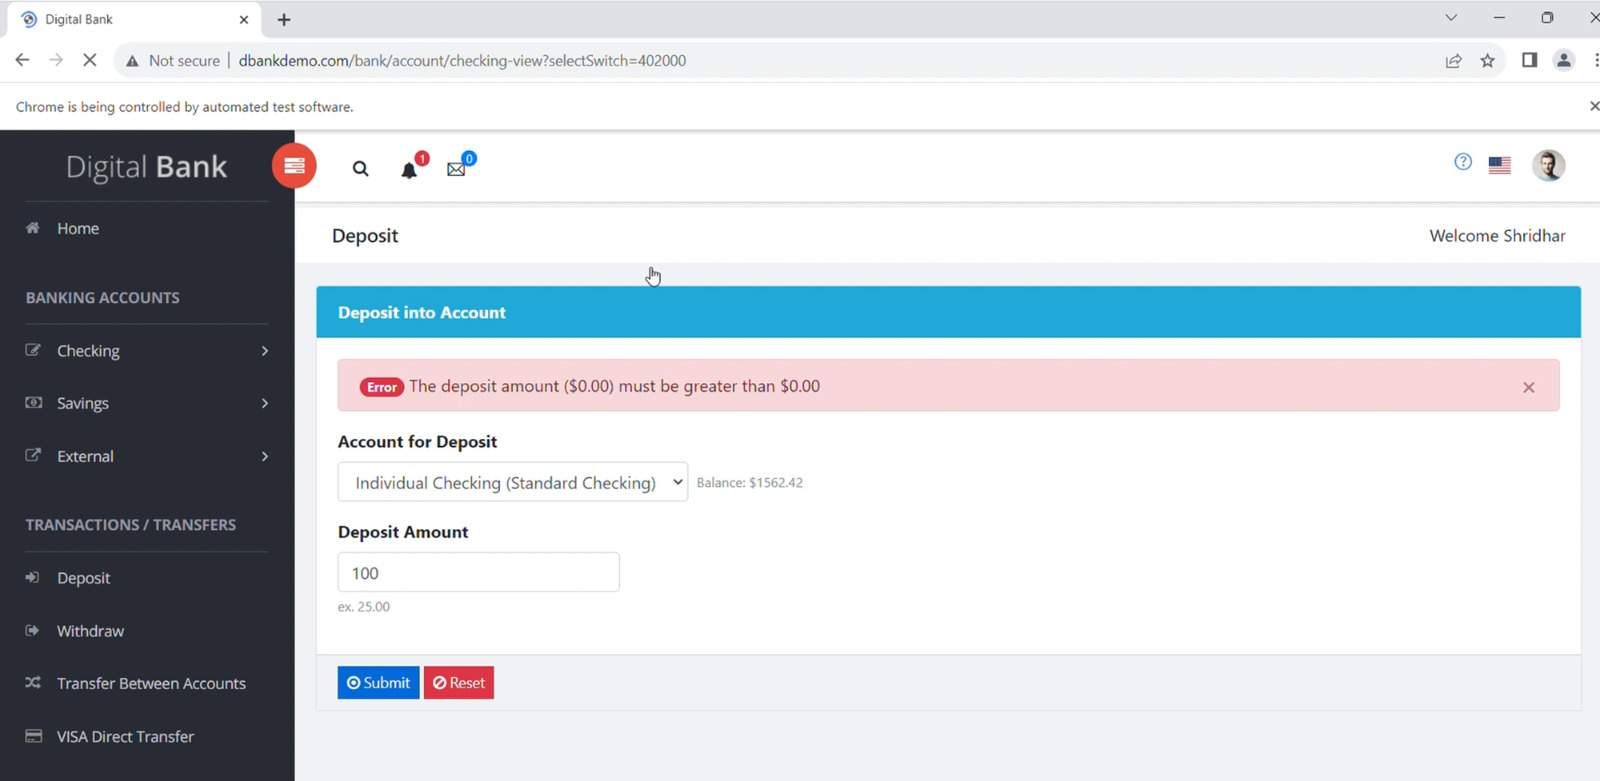 Digital Bank
Not secure | dbankdemo.com/bank/account/checking-view?selectSwitch=402000
Chrome is being controlled by automated test software.
Digital Bank
1
0
Home
Deposit
Welcome Shridhar
BANKING ACCOUNTS
Deposit into Account
Checking
Error The deposit amount ($0.00) must be greater than $0.00
Savings
Account for Deposit
External
Individual Checking (Standard Checking) Balance: $1562.42
TRANSACTIONS / TRANSFERS
Deposit Amount
Deposit
100
ex. 25.00
Withdraw
Transfer Between Accounts
Submit Reset
VISA Direct Transfer